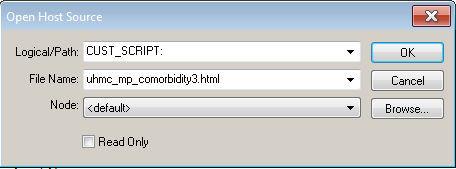 Open Host Source
Logical/Path: CUST_SCRIPT: OK
File Name: uhmc_mp_comorbidity3.html Cancel
Node: <default> Browse...
Read Only